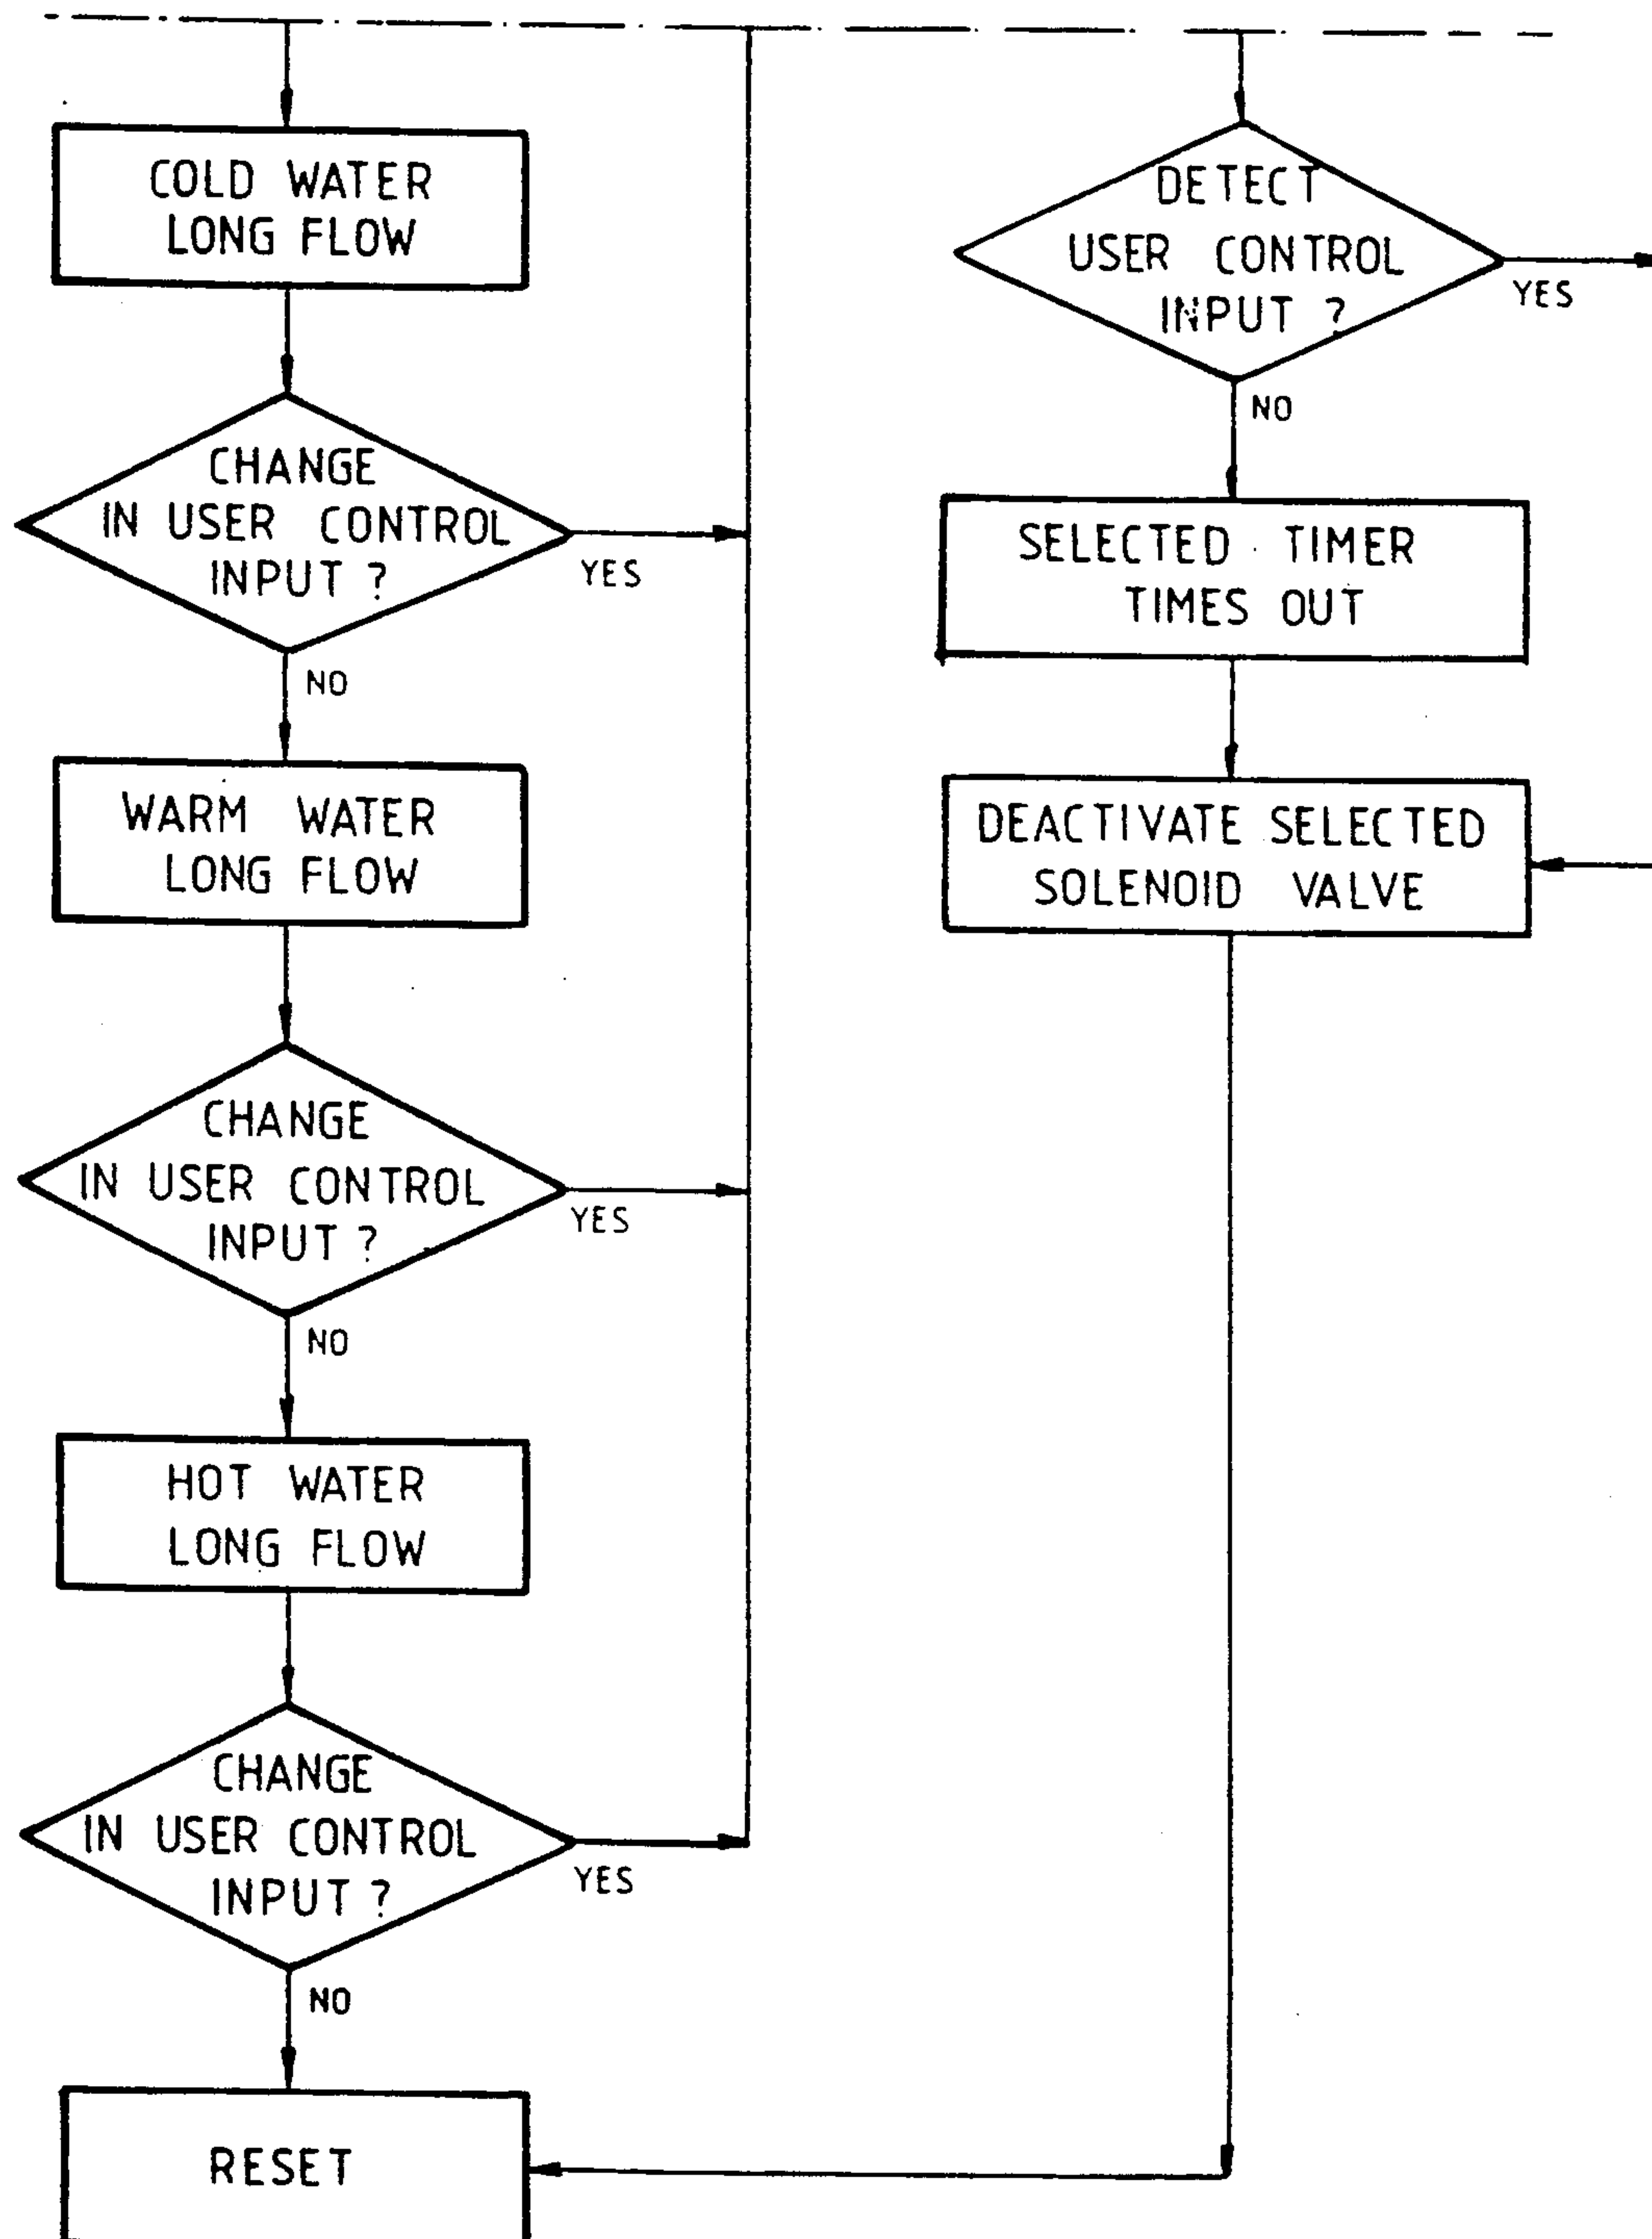 COLD WATER
LONG FLOW
CHANGE
IN USER CONTROL
INPUT ?
YES
NO
WARM WATER
LONG FLOW
CHANGE
IN USER CONTROL
INPUT ?
YES
NO
HOT WATER
LONG FLOW
CHANGE
IN USER CONTROL
INPUT ?
YES
NO
RESET
DETECT
USER CONTROL
INPUT ?
YES
NO
SELECTED TIMER
TIMES OUT
DEACTIVATE SELECTED
SOLENOID VALVE